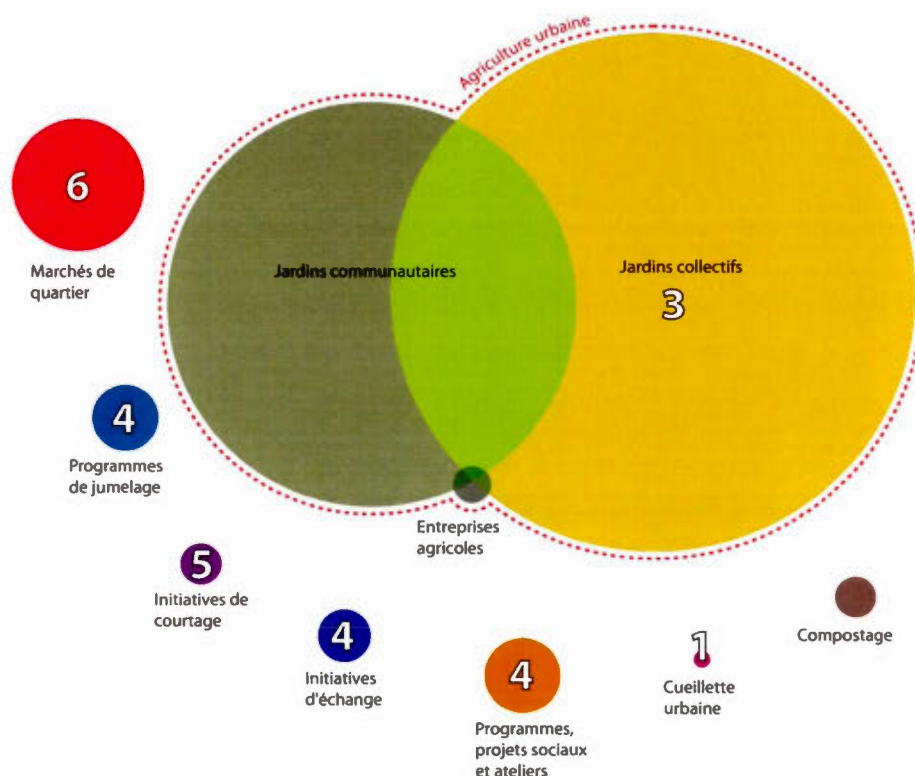 Agriculture urbaine
6
Marchés de
quartier
Jardins communautaires
Jardins collectifs
3
4
Programmes
de jumelage
Entreprises
agricoles
5
Initiatives de
courtage
4
Initiatives
d'échange
4
Programmes,
projets sociaux
et ateliers
1
Cueillette
urbaine
Compostage